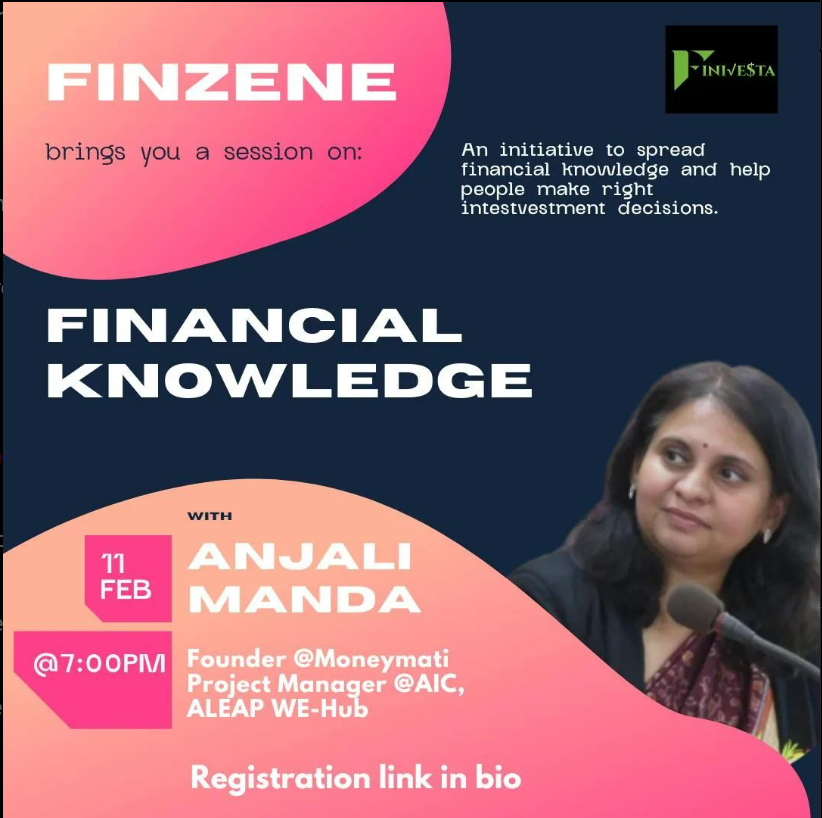 FINZENE
brings you a session on:
FINIVE$TA
An initiative to spread
financial knowledge and help
people make right
intestvestment decisions.
FINANCIAL
KNOWLEDGE
WITH
ANJALI
MANDA
11
FEB
@7:00PM
Founder @Moneymati
Project Manager @AIC,
ALEAP WE-Hub
Registration link in bio